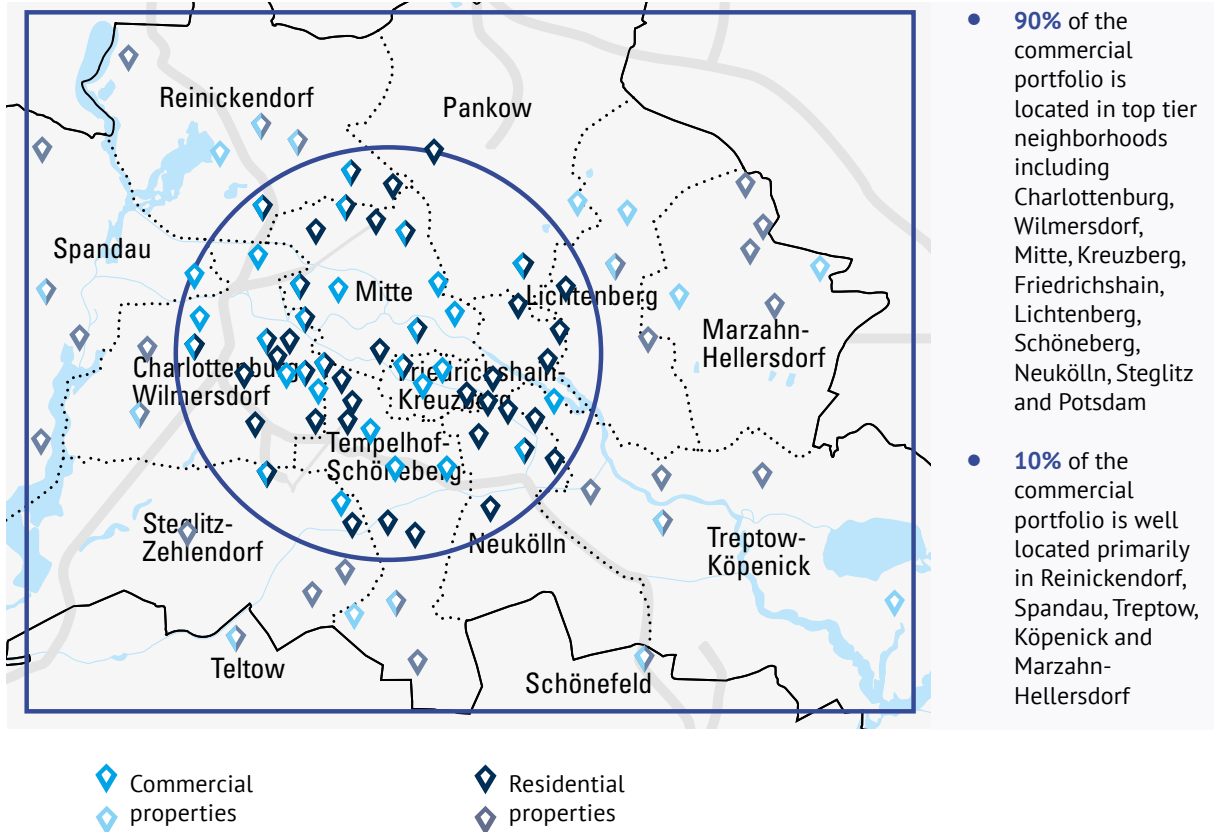 Reinickendorf
Pankow
Spandau
Mitte
Lichtenberg
Marzahn-
Hellersdorf
Charlottenburg
Wilmersdorf
Friedrichshain-
Kreuzberg
Tempelhof-
Schöneberg
Steglitz-
Zehlendorf
Neukölln
Treptow-
Köpenick
Teltow
Schönefeld
• 90% of the
commercial
portfolio is
located in top tier
neighborhoods
including
Charlottenburg,
Wilmersdorf,
Mitte, Kreuzberg,
Friedrichshain,
Lichtenberg,
Schöneberg,
Neukölln, Steglitz
and Potsdam
• 10% of the
commercial
portfolio is well
located primarily
in Reinickendorf,
Spandau, Treptow,
Köpenick and
Marzahn-
Hellersdorf
Commercial
properties
Residential
properties